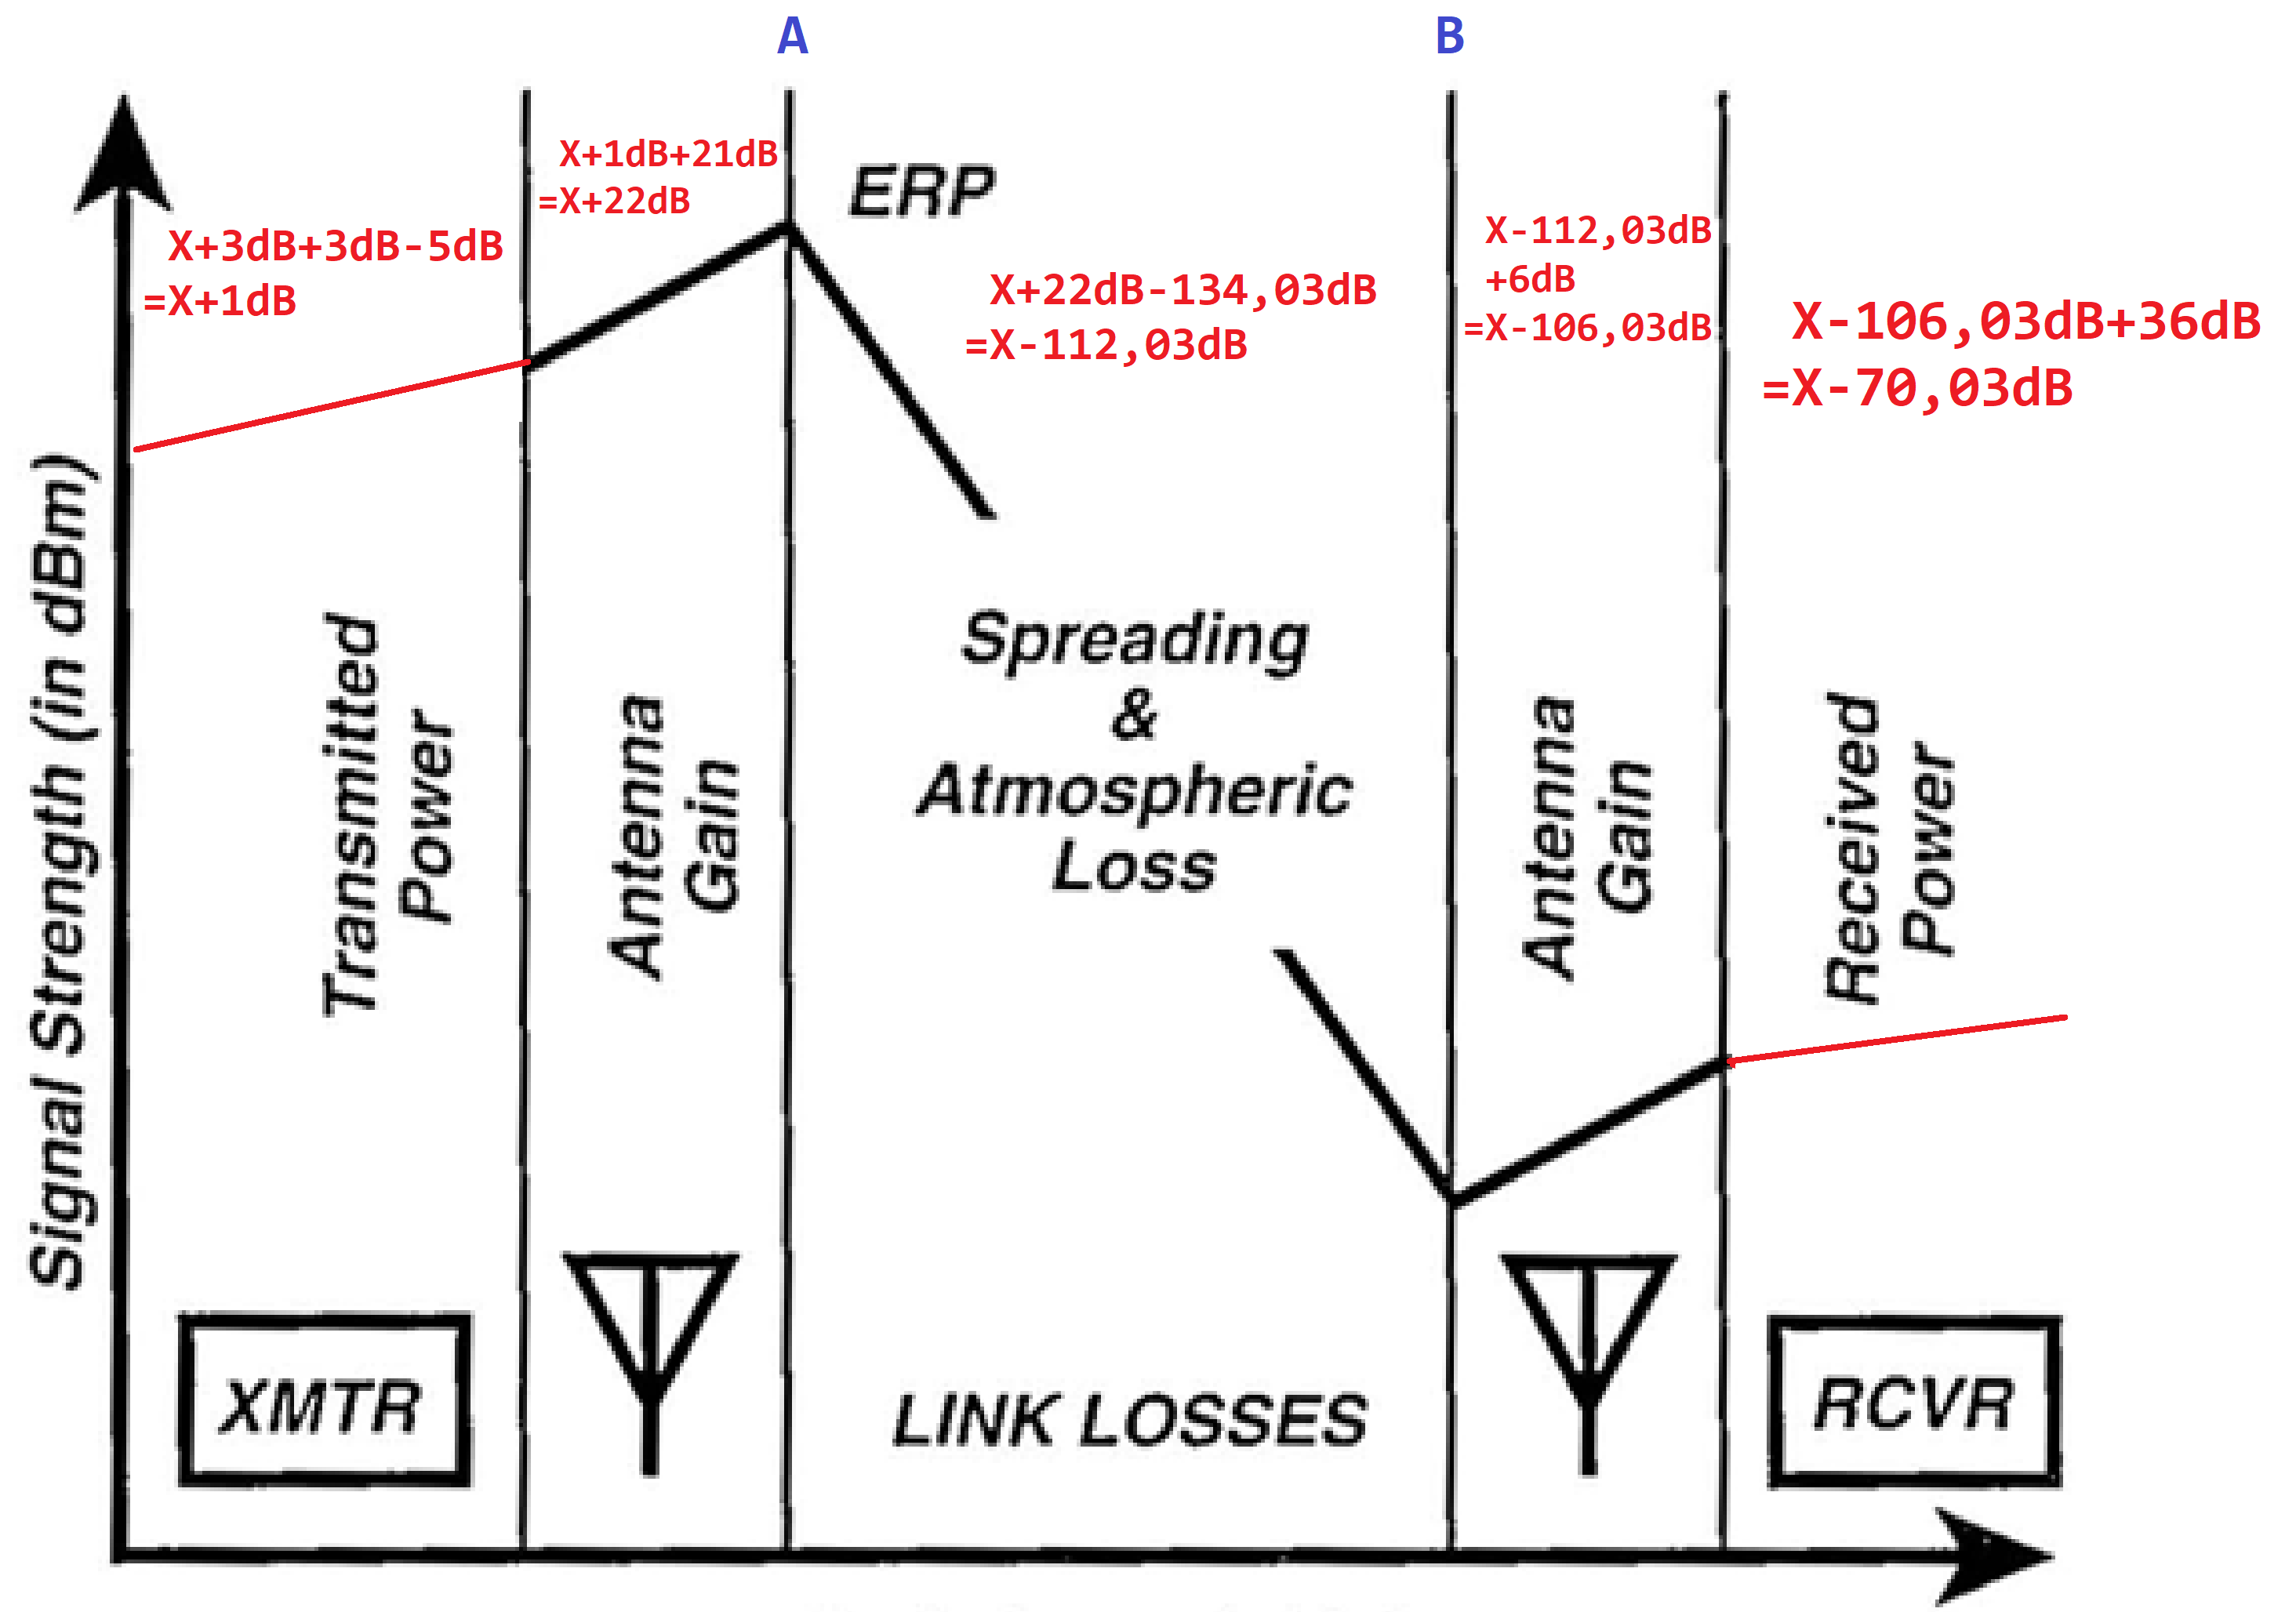 A
B
X+1dB+21dB
=X+22dB
ERP
X+3dB+3dB-5dB
=X+1dB
X+22dB-134,03dB
=X-112,03dB
X-112,03dB
+6dB
=X-106,03dB
X-106,03dB+36dB
=X-70,03dB
Signal Strength (in dBm)
Transmitted
Power
Antenna
Gain
Spreading
&
Atmospheric
Loss
Antenna
Gain
Received
Power
XMTR
LINK LOSSES
RCVR